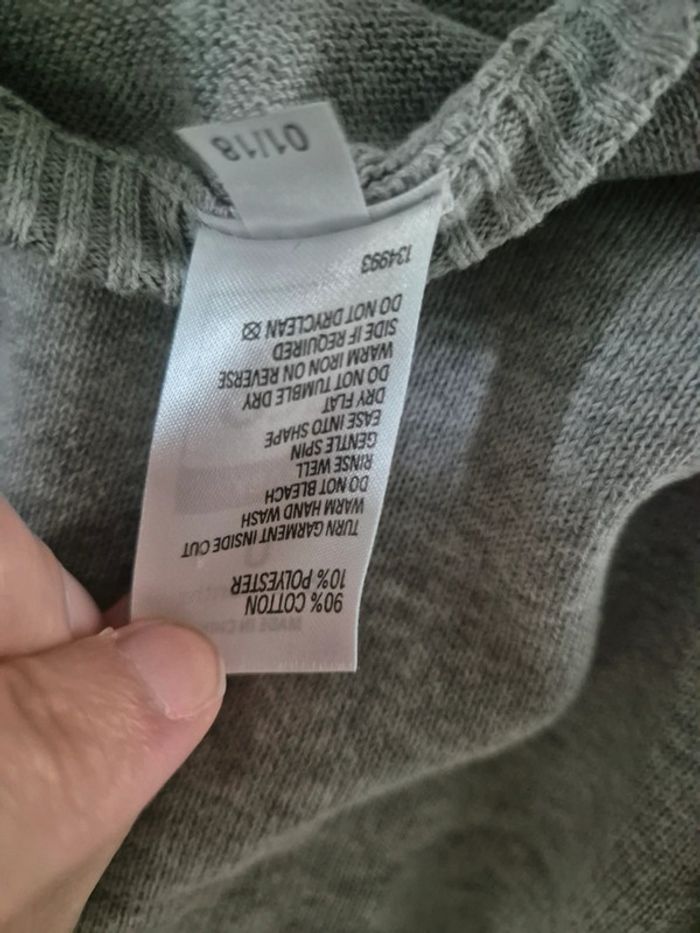 90% COTTON
10% POLYESTER
TURN GARMENT INSIDE OUT
WARM HAND WASH
DO NOT BLEACH
RINSE WELL
GENTLE SPIN
EASE INTO SHAPE
DRY FLAT
DO NOT TUMBLE DRY
WARM IRON ON REVERSE
SIDE IF REQUIRED
DO NOT DRYCLEAN
134993
01/18